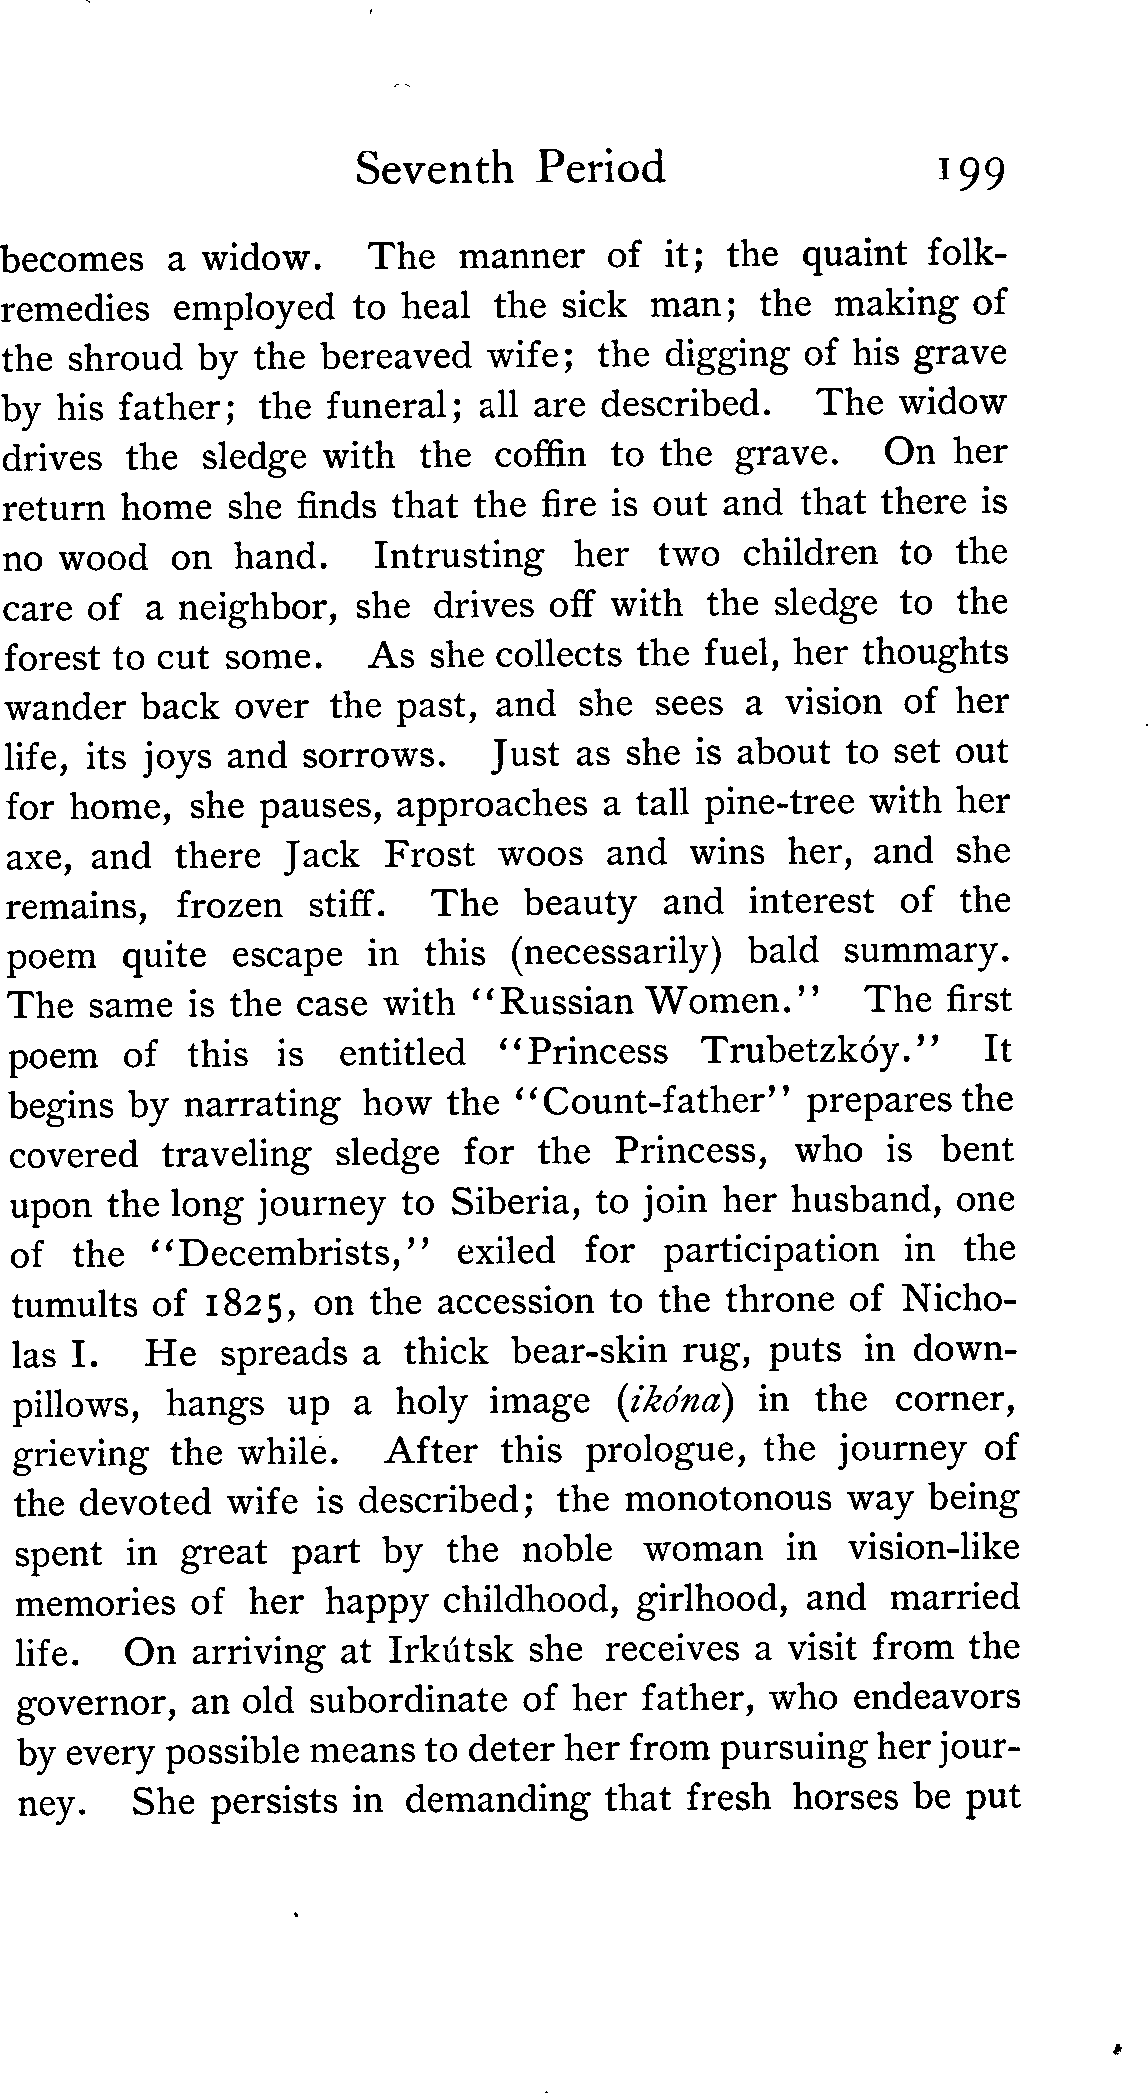 Seventh Period 199
becomes a widow. The manner of it; the quaint folk-
remedies employed to heal the sick man; the making of
the shroud by the bereaved wife; the digging of his grave
by his father; the funeral; all are described. The widow
drives the sledge with the coffin to the grave. On her
return home she finds that the fire is out and that there is
no wood on hand. Intrusting her two children to the
care of a neighbor, she drives off with the sledge to the
forest to cut some. As she collects the fuel, her thoughts
wander back over the past, and she sees a vision of her
life, its joys and sorrows. Just as she is about to set out
for home, she pauses, approaches a tall pine-tree with her
axe, and there Jack Frost woos and wins her, and she
remains, frozen stiff. The beauty and interest of the
poem quite escape in this (necessarily) bald summary.
The same is the case with "Russian Women." The first
poem of this is entitled "Princess Trubetzkóy." It
begins by narrating how the "Count-father" prepares the
covered traveling sledge for the Princess, who is bent
upon the long journey to Siberia, to join her husband, one
of the "Decembrists," exiled for participation in the
tumults of 1825, on the accession to the throne of Nicho-
las I. He spreads a thick bear-skin rug, puts in down-
pillows, hangs up a holy image (ikóna) in the corner,
grieving the while. After this prologue, the journey of
the devoted wife is described; the monotonous way being
spent in great part by the noble woman in vision-like
memories of her happy childhood, girlhood, and married
life. On arriving at Irkútsk she receives a visit from the
governor, an old subordinate of her father, who endeavors
by every possible means to deter her from pursuing her jour-
ney. She persists in demanding that fresh horses be put